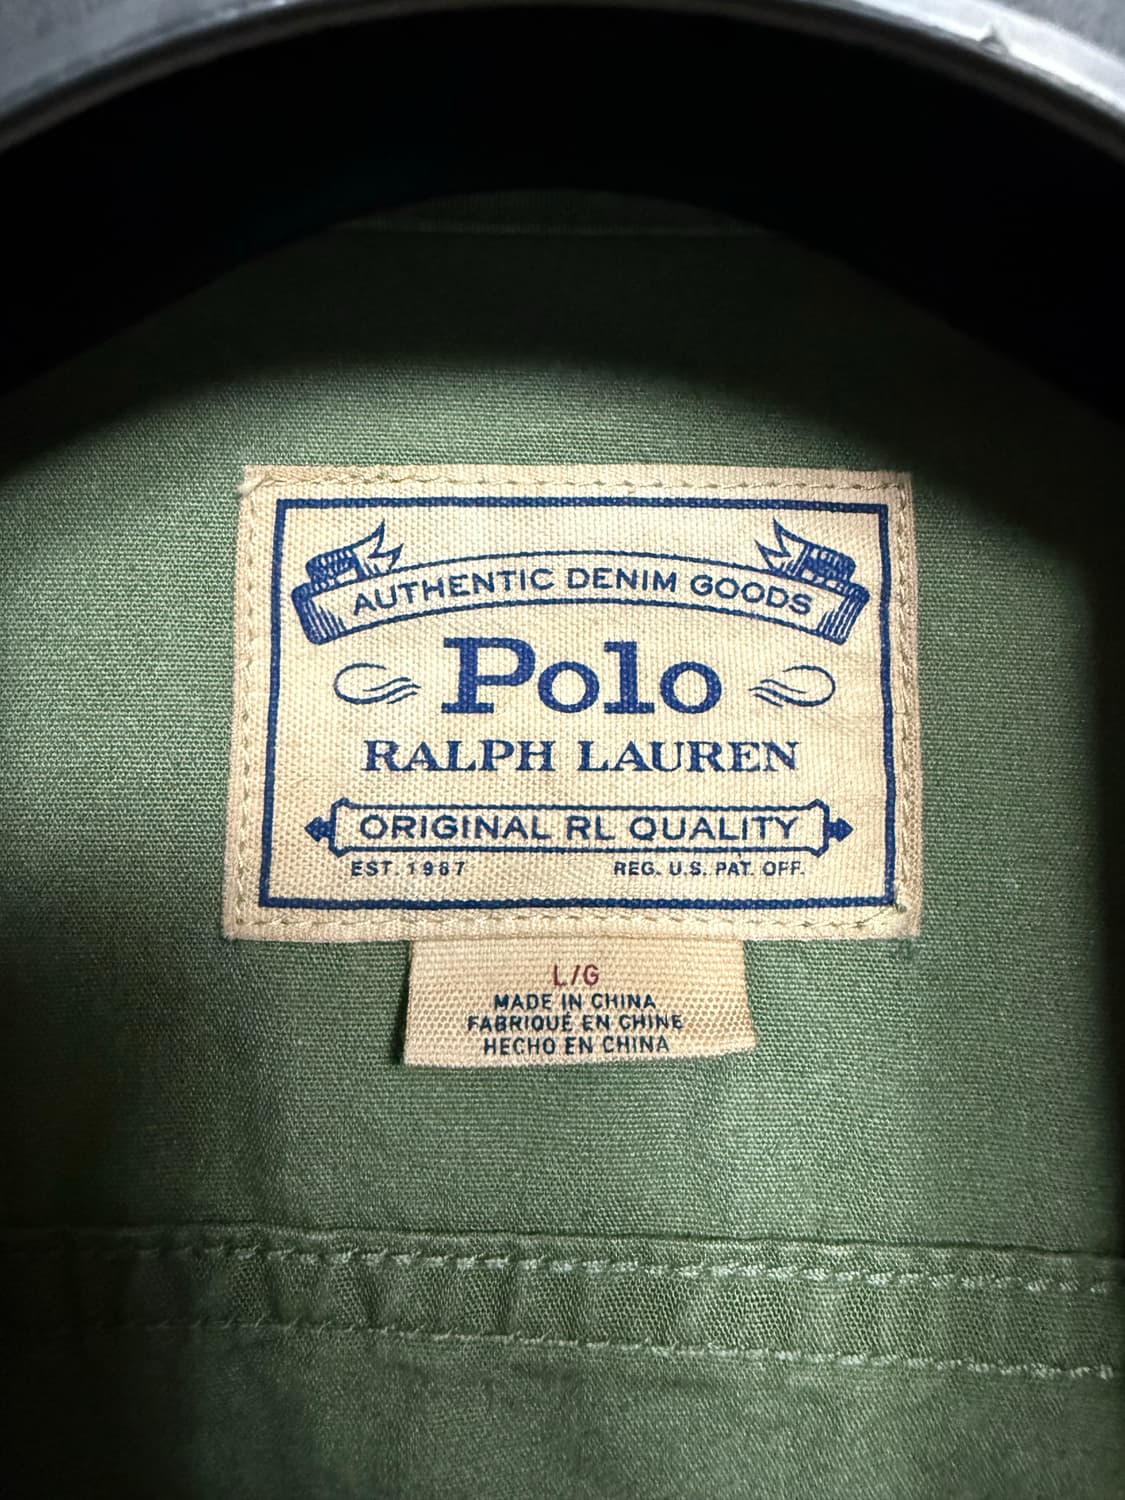 AUTHENTIC DENIM GOODS
Polo
RALPH LAUREN
ORIGINAL RL QUALITY
EST. 1967 REG. U.S. PAT. OFF.
L/G
MADE IN CHINA
FABRIQUÉ EN CHINE
HECHO EN CHINA